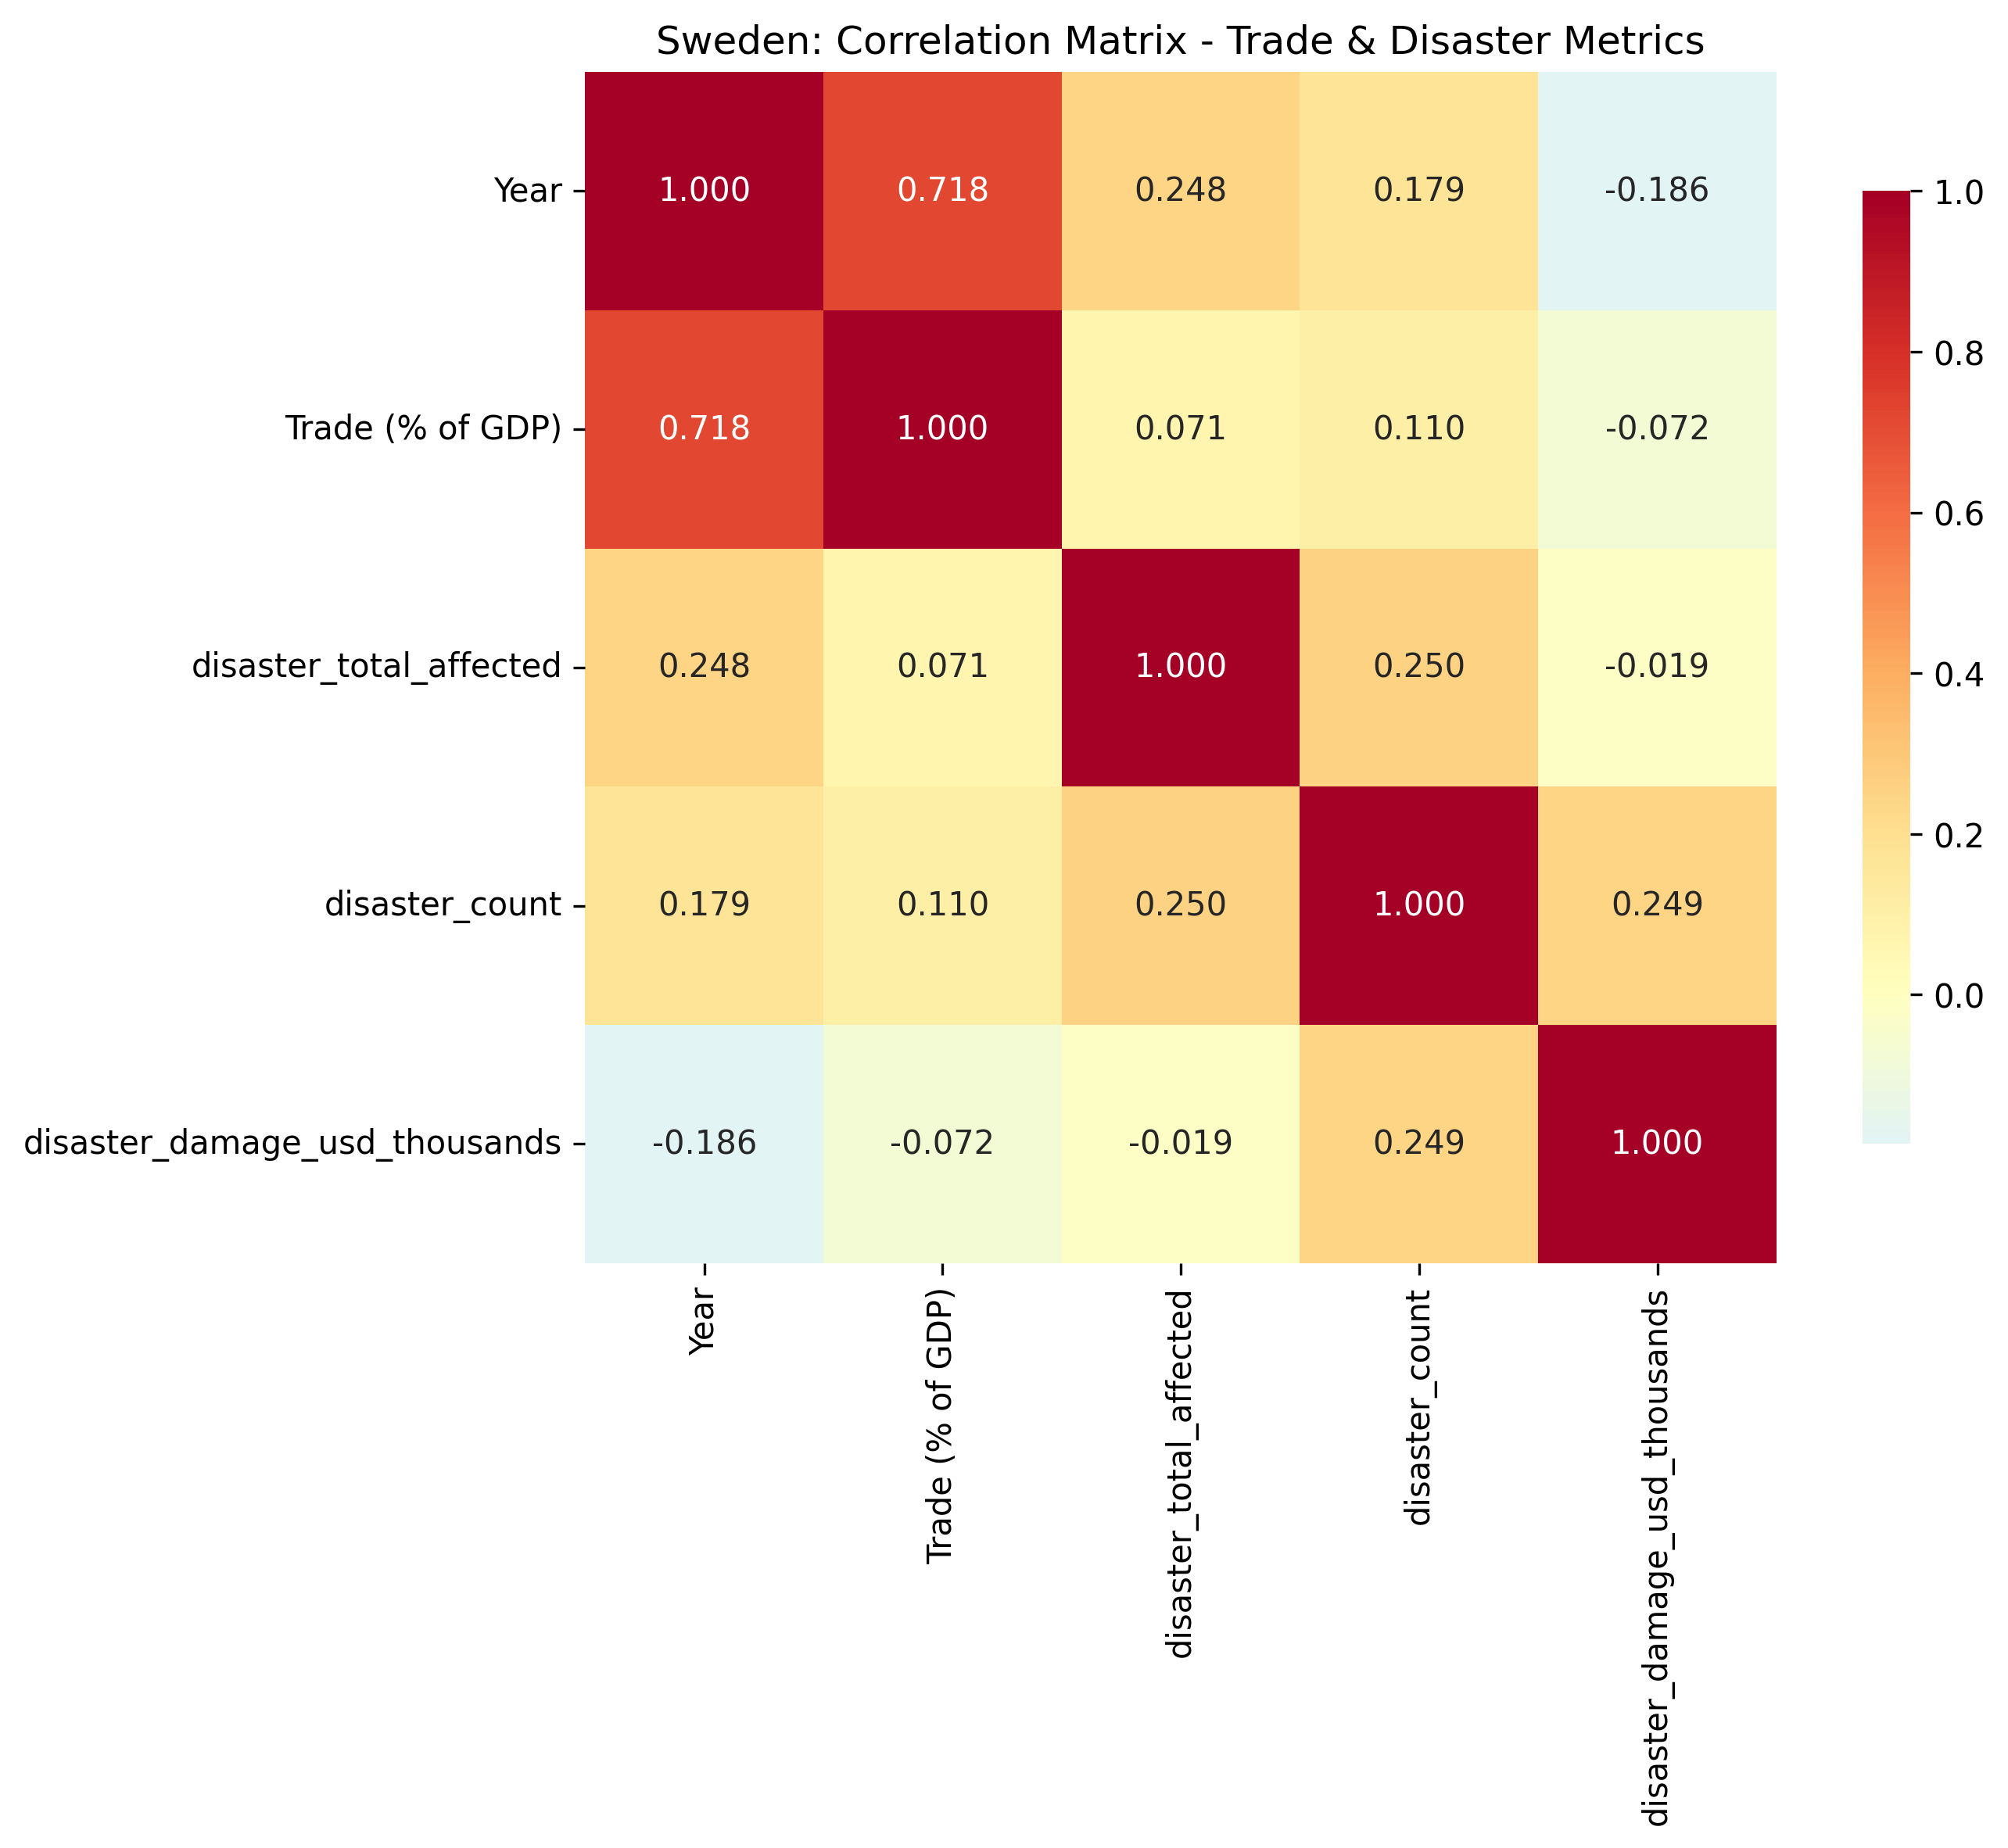 Sweden: Correlation Matrix - Trade & Disaster Metrics
Year 1.000 0.718 0.248 0.179 -0.186
Trade (% of GDP) 0.718 1.000 0.071 0.110 -0.072
disaster_total_affected 0.248 0.071 1.000 0.250 -0.019
disaster_count 0.179 0.110 0.250 1.000 0.249
disaster_damage_usd_thousands -0.186 -0.072 -0.019 0.249 1.000
Year
Trade (% of GDP)
disaster_total_affected
disaster_count
disaster_damage_usd_thousands
1.0
0.8
0.6
0.4
0.2
0.0